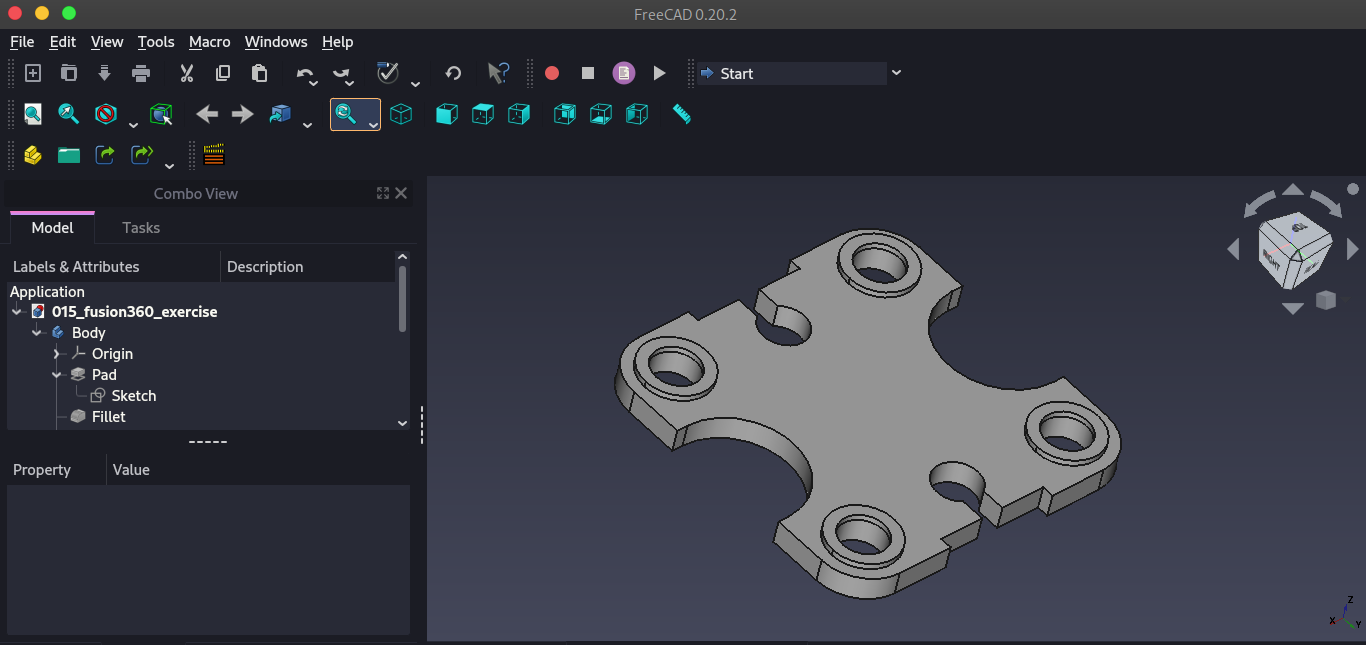 FreeCAD 0.20.2
File Edit View Tools Macro Windows Help
Start
Combo View
Model Tasks
Labels & Attributes Description
Application
015_fusion360_exercise
Body
Origin
Pad
Sketch
Fillet
Property Value
RIGHT
Z
X Y